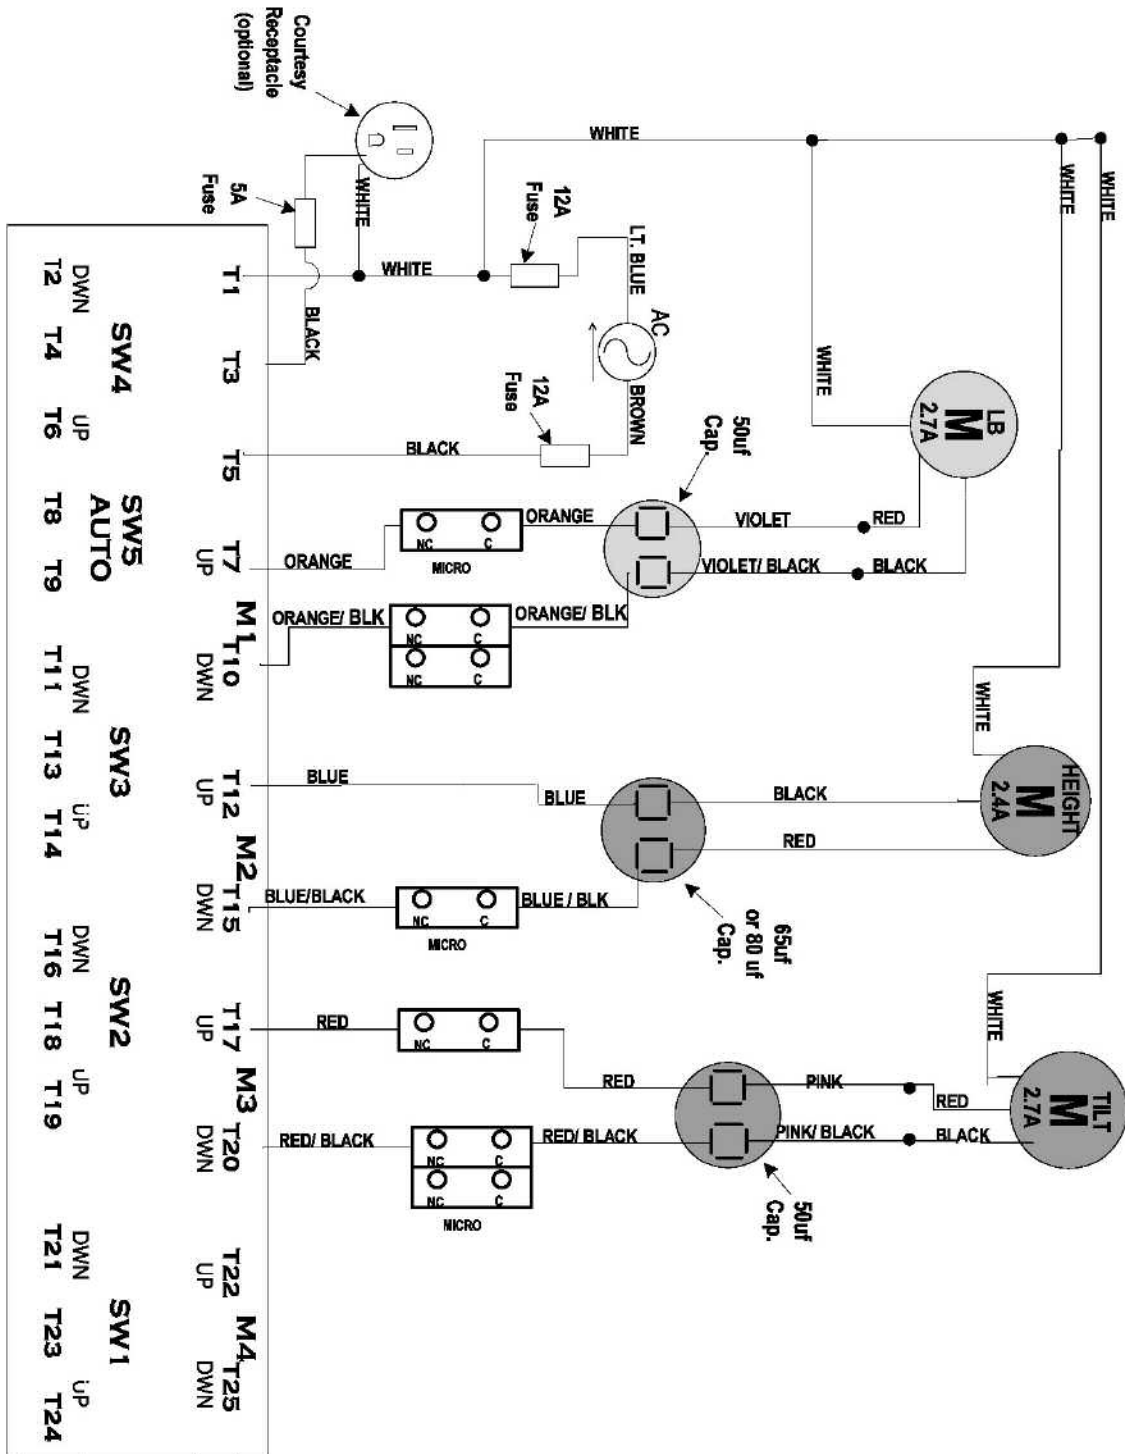 Courtesy
Receptacle
(optional)
5A
Fuse
WHITE
BLACK
WHITE
12A
Fuse
LT. BLUE
AC
BROWN
12A
Fuse
BLACK
WHITE
WHITE
WHITE
WHITE
LB
M
2.7A
50uf
Cap.
ORANGE
NC
C
MICRO
ORANGE
VIOLET
RED
ORANGE/ BLK
NC
C
NC
C
ORANGE/ BLK
VIOLET/ BLACK
BLACK
WHITE
HEIGHT
M
2.4A
BLUE
BLUE
BLACK
RED
65uf
or 80 uf
Cap.
BLUE/BLACK
NC
C
MICRO
BLUE / BLK
WHITE
TILT
M
2.7A
RED
NC
C
RED
PINK
RED
RED/ BLACK
NC
C
NC
C
MICRO
RED/ BLACK
PINK/ BLACK
BLACK
50uf
Cap.
T1
T3
T5
T7
UP
M1
T10
DWN
T12
UP
M2
T15
DWN
T17
UP
M3
T20
DWN
T22
UP
M4
T25
DWN
SW4
SW5
AUTO
SW3
SW2
SW1
DWN
T2
T4
UP
T6
T8
T9
DWN
T11
T13
UP
T14
DWN
T16
T18
UP
T19
DWN
T21
T23
UP
T24